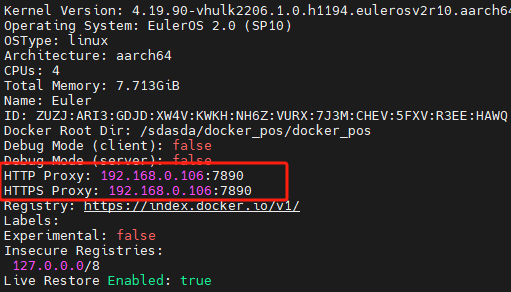 Kernel Version: 4.19.90-vhulk2206.1.0.h1194.eulerosv2r10.aarch64
Operating System: EulerOS 2.0 (SP10)
OSType: linux
Architecture: aarch64
CPUs: 4
Total Memory: 7.713GiB
Name: Euler
ID: ZUZJ:ARI3:GDJD:XW4V:KWKH:NH6Z:VURX:7J3M:CHEV:5FXV:R3EE:HAWQ
Docker Root Dir: /sdasda/docker_pos/docker_pos
Debug Mode (client): false
Debug Mode (server): false
HTTP Proxy: 192.168.0.106:7890
HTTPS Proxy: 192.168.0.106:7890
Registry: https://index.docker.io/v1/
Labels:
Experimental: false
Insecure Registries:
127.0.0.0/8
Live Restore Enabled: true